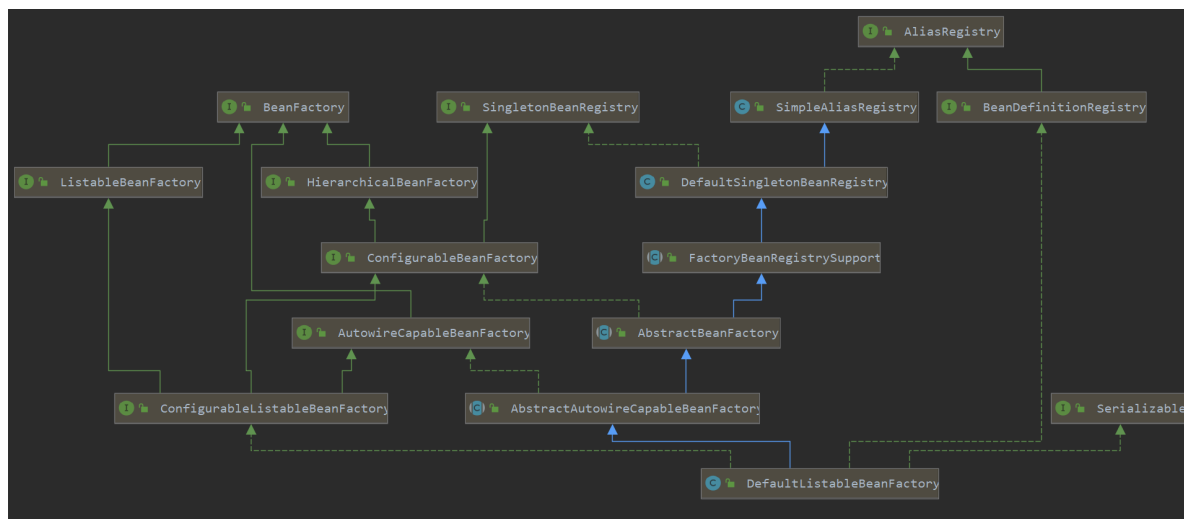 AliasRegistry
BeanFactory
SingletonBeanRegistry
SimpleAliasRegistry
BeanDefinitionRegistry
ListableBeanFactory
HierarchicalBeanFactory
DefaultSingletonBeanRegistry
ConfigurableBeanFactory
FactoryBeanRegistrySupport
AutowireCapableBeanFactory
AbstractBeanFactory
ConfigurableListableBeanFactory
AbstractAutowireCapableBeanFactory
Serializable
DefaultListableBeanFactory